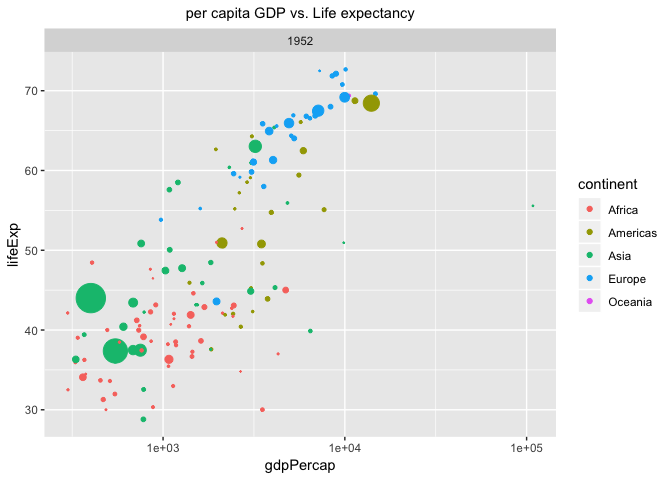 per capita GDP vs. Life expectancy
1952
70
60
50
40
30
lifeExp
1e+03
1e+04
1e+05
gdpPercap
continent
Africa
Americas
Asia
Europe
Oceania